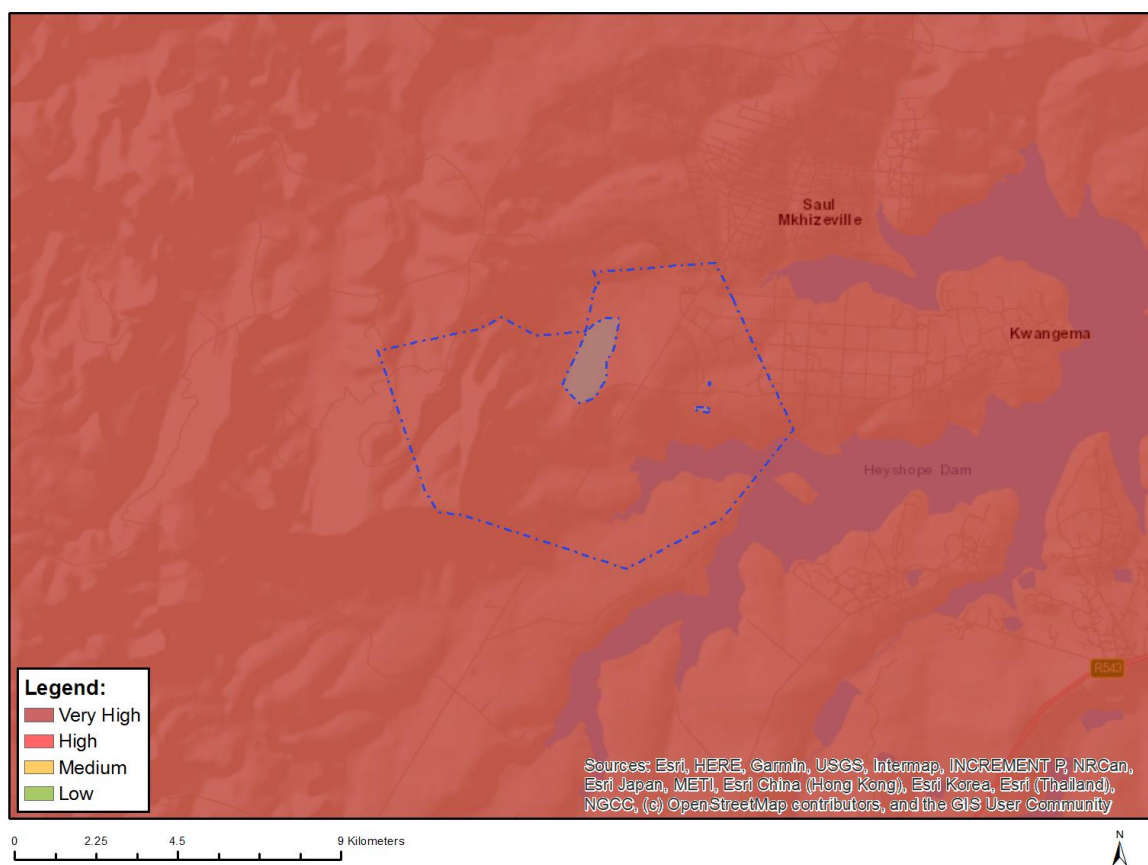 Saul
Mkhizeville
Kwangema
Heyshope Dam
R543
Legend:
Very High
High
Medium
Low
Sources: Esri, HERE, Garmin, USGS, Intermap, INCREMENT P, NRCan,
Esri Japan, METI, Esri China (Hong Kong), Esri Korea, Esri (Thailand),
NGCC, (c) OpenStreetMap contributors, and the GIS User Community
0 2.25 4.5 9 Kilometers
N